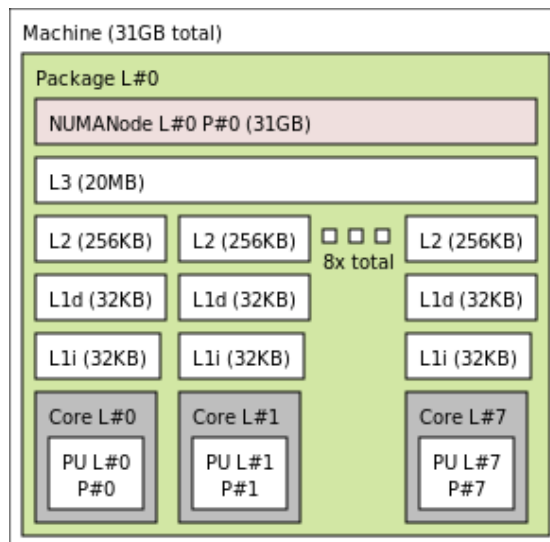 Machine (31GB total)
Package L#0
NUMANode L#0 P#0 (31GB)
L3 (20MB)
L2 (256KB) L2 (256KB) L2 (256KB)
8x total
L1d (32KB) L1d (32KB) L1d (32KB)
L1i (32KB) L1i (32KB) L1i (32KB)
Core L#0 Core L#1 Core L#7
PU L#0 PU L#1 PU L#7
P#0 P#1 P#7